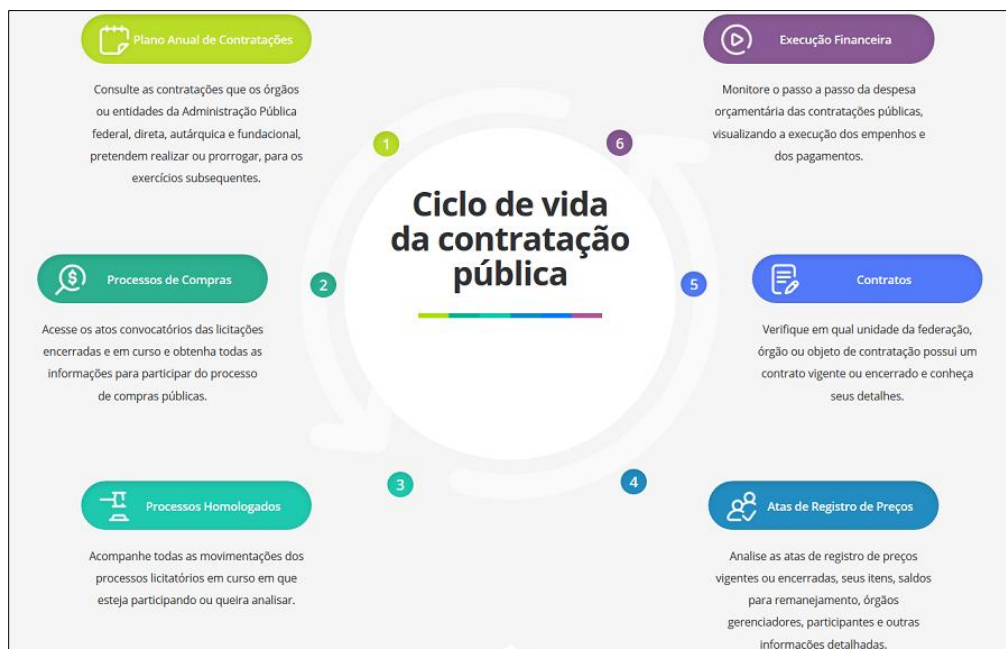 Plano Anual de Contratações
Consulte as contratações que os órgãos
ou entidades da Administração Pública
federal, direta, autárquica e fundacional,
pretendem realizar ou prorrogar, para os
exercícios subsequentes.
1
Processos de Compras
Acesse os atos convocatórios das licitações
encerradas e em curso e obtenha todas as
informações para participar do processo
de compras públicas.
2
Processos Homologados
Acompanhe todas as movimentações dos
processos licitatórios em curso em que
esteja participando ou queira analisar.
3
Ciclo de vida
da contratação
pública
4
Atas de Registro de Preços
Analise as atas de registro de preços
vigentes ou encerradas, seus itens, saldos
para remanejamento, órgãos
gerenciadores, participantes e outras
informações detalhadas.
5
Contratos
Verifique em qual unidade da federação,
órgão ou objeto de contratação possui um
contrato vigente ou encerrado e conheça
seus detalhes.
6
Execução Financeira
Monitore o passo a passo da despesa
orçamentária das contratações públicas,
visualizando a execução dos empenhos e
dos pagamentos.